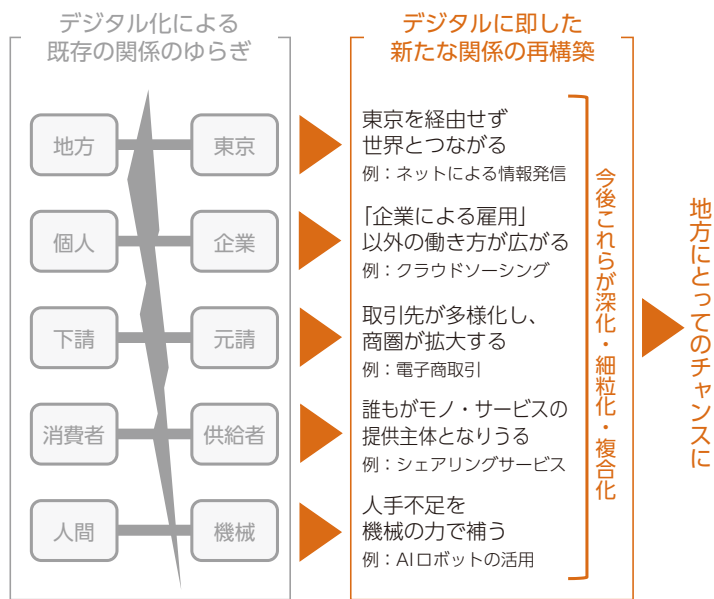 デジタル化による
既存の関係のゆらぎ
デジタルに即した
新たな関係の再構築
地方
東京
東京を経由せず
世界とつながる
例：ネットによる情報発信
個人
企業
「企業による雇用」
以外の働き方が広がる
例：クラウドソーシング
下請
元請
取引先が多様化し、
商圏が拡大する
例：電子商取引
消費者
供給者
誰もがモノ・サービスの
提供主体となりうる
例：シェアリングサービス
人間
機械
人手不足を
機械の力で補う
例：AIロボットの活用
今後これらが深化・細粒化・複合化
地方にとってのチャンスに